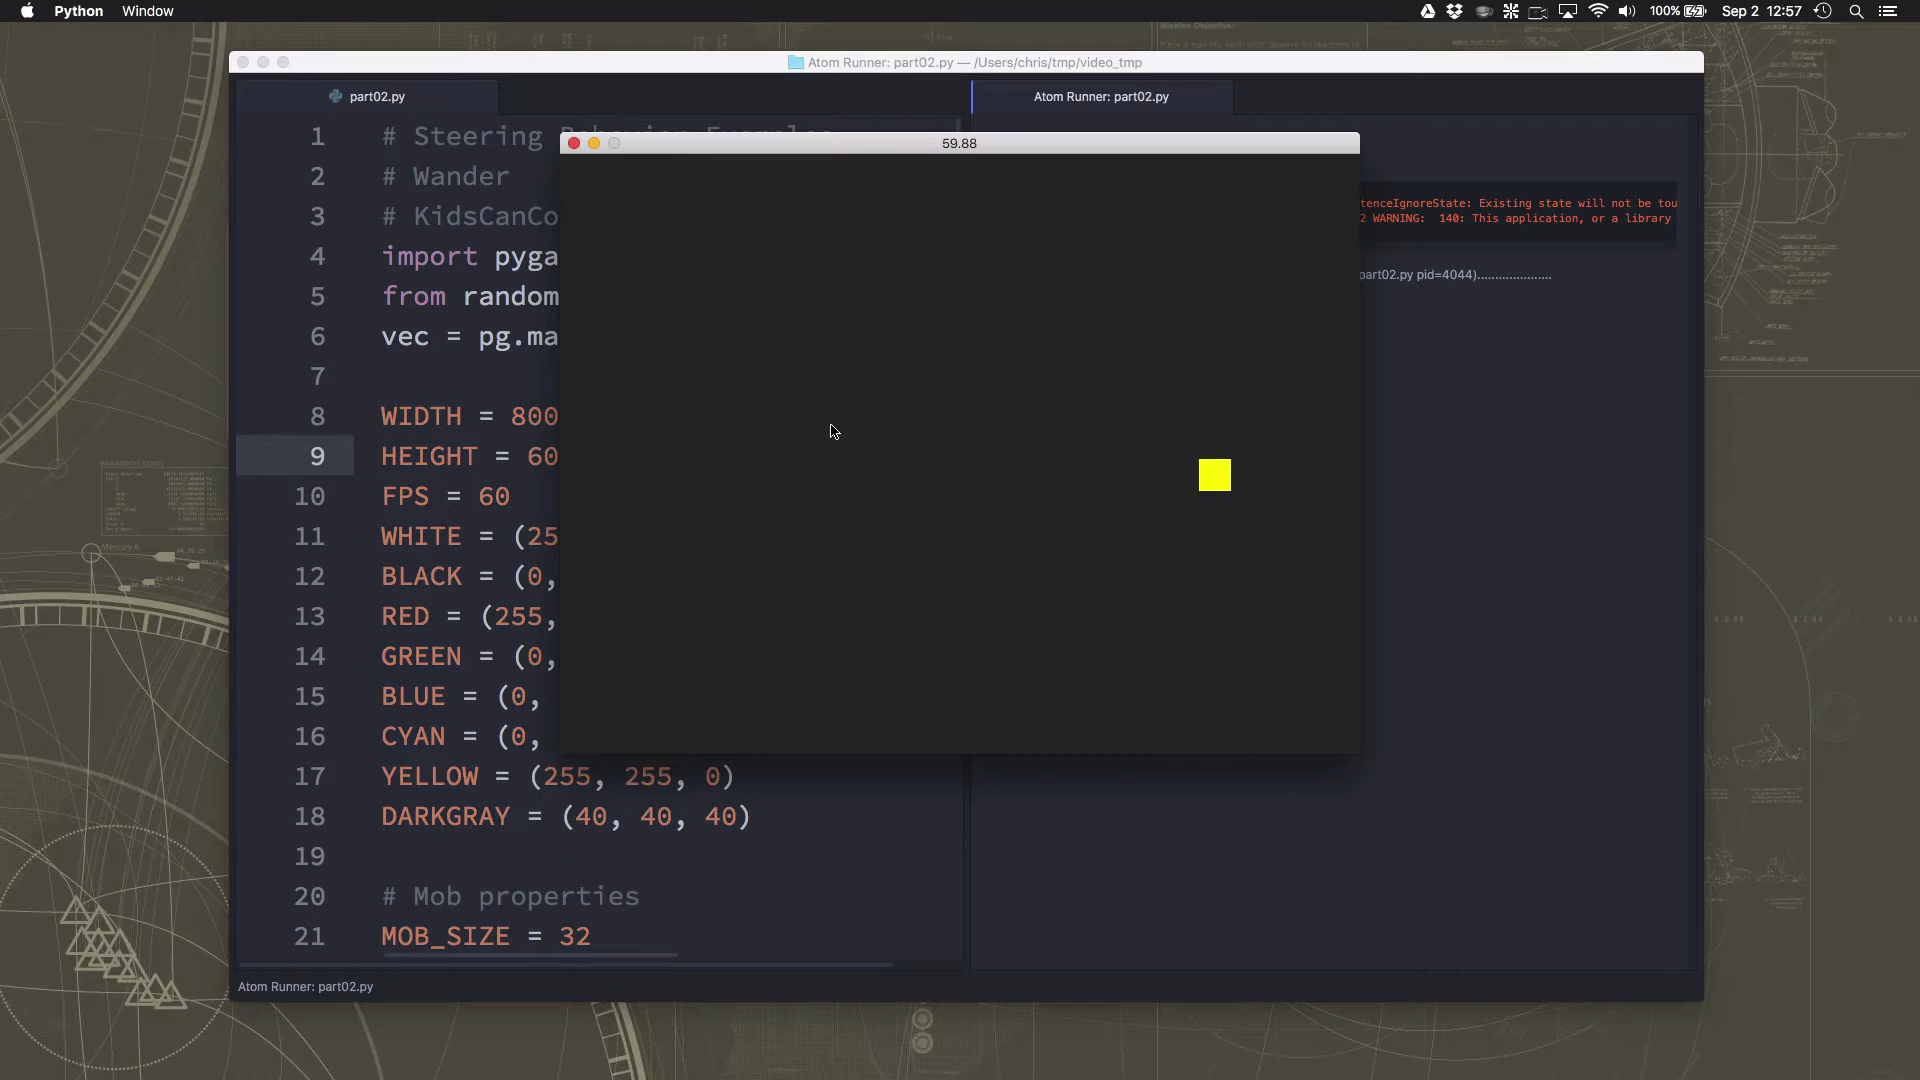 Python Window
100% Sep 2 12:57
Atom Runner: part02.py — /Users/chris/tmp/video_tmp
part02.py
Atom Runner: part02.py
59.88
1 # Steering Behavior Examples
2 # Wander
3 # KidsCanCo
4 import pyga
5 from random
6 vec = pg.ma
7
8 WIDTH = 800
9 HEIGHT = 60
10 FPS = 60
11 WHITE = (25
12 BLACK = (0,
13 RED = (255,
14 GREEN = (0,
15 BLUE = (0,
16 CYAN = (0,
17 YELLOW = (255, 255, 0)
18 DARKGRAY = (40, 40, 40)
19
20 # Mob properties
21 MOB_SIZE = 32
tenceIgnoreState: Existing state will not be tou
2 WARNING: 140: This application, or a library
part02.py pid=4044).....................
Atom Runner: part02.py